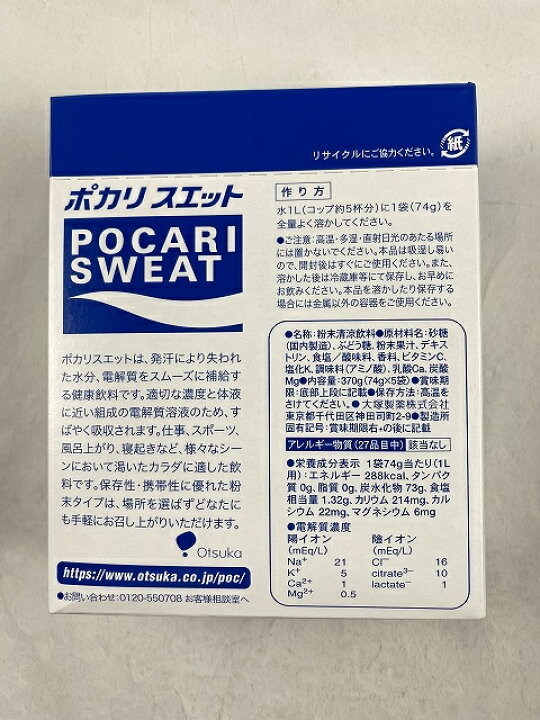 リサイクルにご協力ください。
紙
ポカリスエット
POCARI
SWEAT
ポカリスエットは、発汗により失われ
た水分、電解質をスムーズに補給す
る健康飲料です。適切な濃度と体液
に近い組成の電解質溶液のため、す
ばやく吸収されます。仕事、スポーツ、
風呂上がり、寝起きなど、様々なシー
ンにおいて渇いたカラダに適した飲
料です。保存性・携帯性に優れた粉
末タイプは、場所を選ばずどなたに
も手軽にお召し上がりいただけます。
Otsuka
https://www.otsuka.co.jp/poc/
●お問い合わせ:0120-550708 お客様相談室へ
作り方
水1L(コップ約5杯分)に1袋(74g)を
全量よく溶かしてください。
●ご注意:高温・多湿・直射日光のあたる場所
には置かないでください。本品は吸湿し易い
ので、開封後はすぐにご使用ください。また、
溶かした後は冷蔵庫等にて保存し、お早めに
お飲みください。本品を溶かしたり保存する
場合には金属以外の容器をご使用ください。
●名称:粉末清涼飲料●原材料名:砂糖
(国内製造)、ぶどう糖、粉末果汁、デキス
トリン、食塩/酸味料、香料、ビタミンC、
塩化K、調味料(アミノ酸)、乳酸Ca、炭酸
Mg●内容量:370g(74g×5袋)●賞味期
限:底部上段に記載●保存方法:高温を
さけてください。●大塚製薬株式会社
東京都千代田区神田司町2-9●製造所
固有記号:賞味期限右+の後に記載
アレルギー物質(27品目中) 該当なし
●栄養成分表示 1袋74g当たり(1L
用):エネルギー 288kcal、タンパク
質 0g、脂質 0g、炭水化物 73g、食塩
相当量 1.32g、カリウム 214mg、カル
シウム 22mg、マグネシウム 6mg
●電解質濃度
陽イオン 陰イオン
(mEq/L) (mEq/L)
Na+ 21 Cl− 16
K+ 5 citrate3− 10
Ca2+ 1 lactate− 1
Mg2+ 0.5